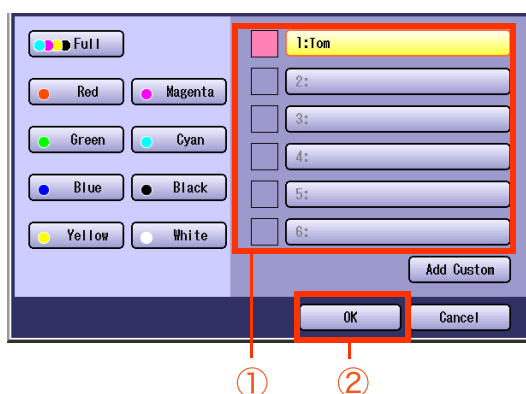 Full
Red
Magenta
Green
Cyan
Blue
Black
Yellow
White
1:Tom
2:
3:
4:
5:
6:
Add Custom
OK
Cancel
①
②